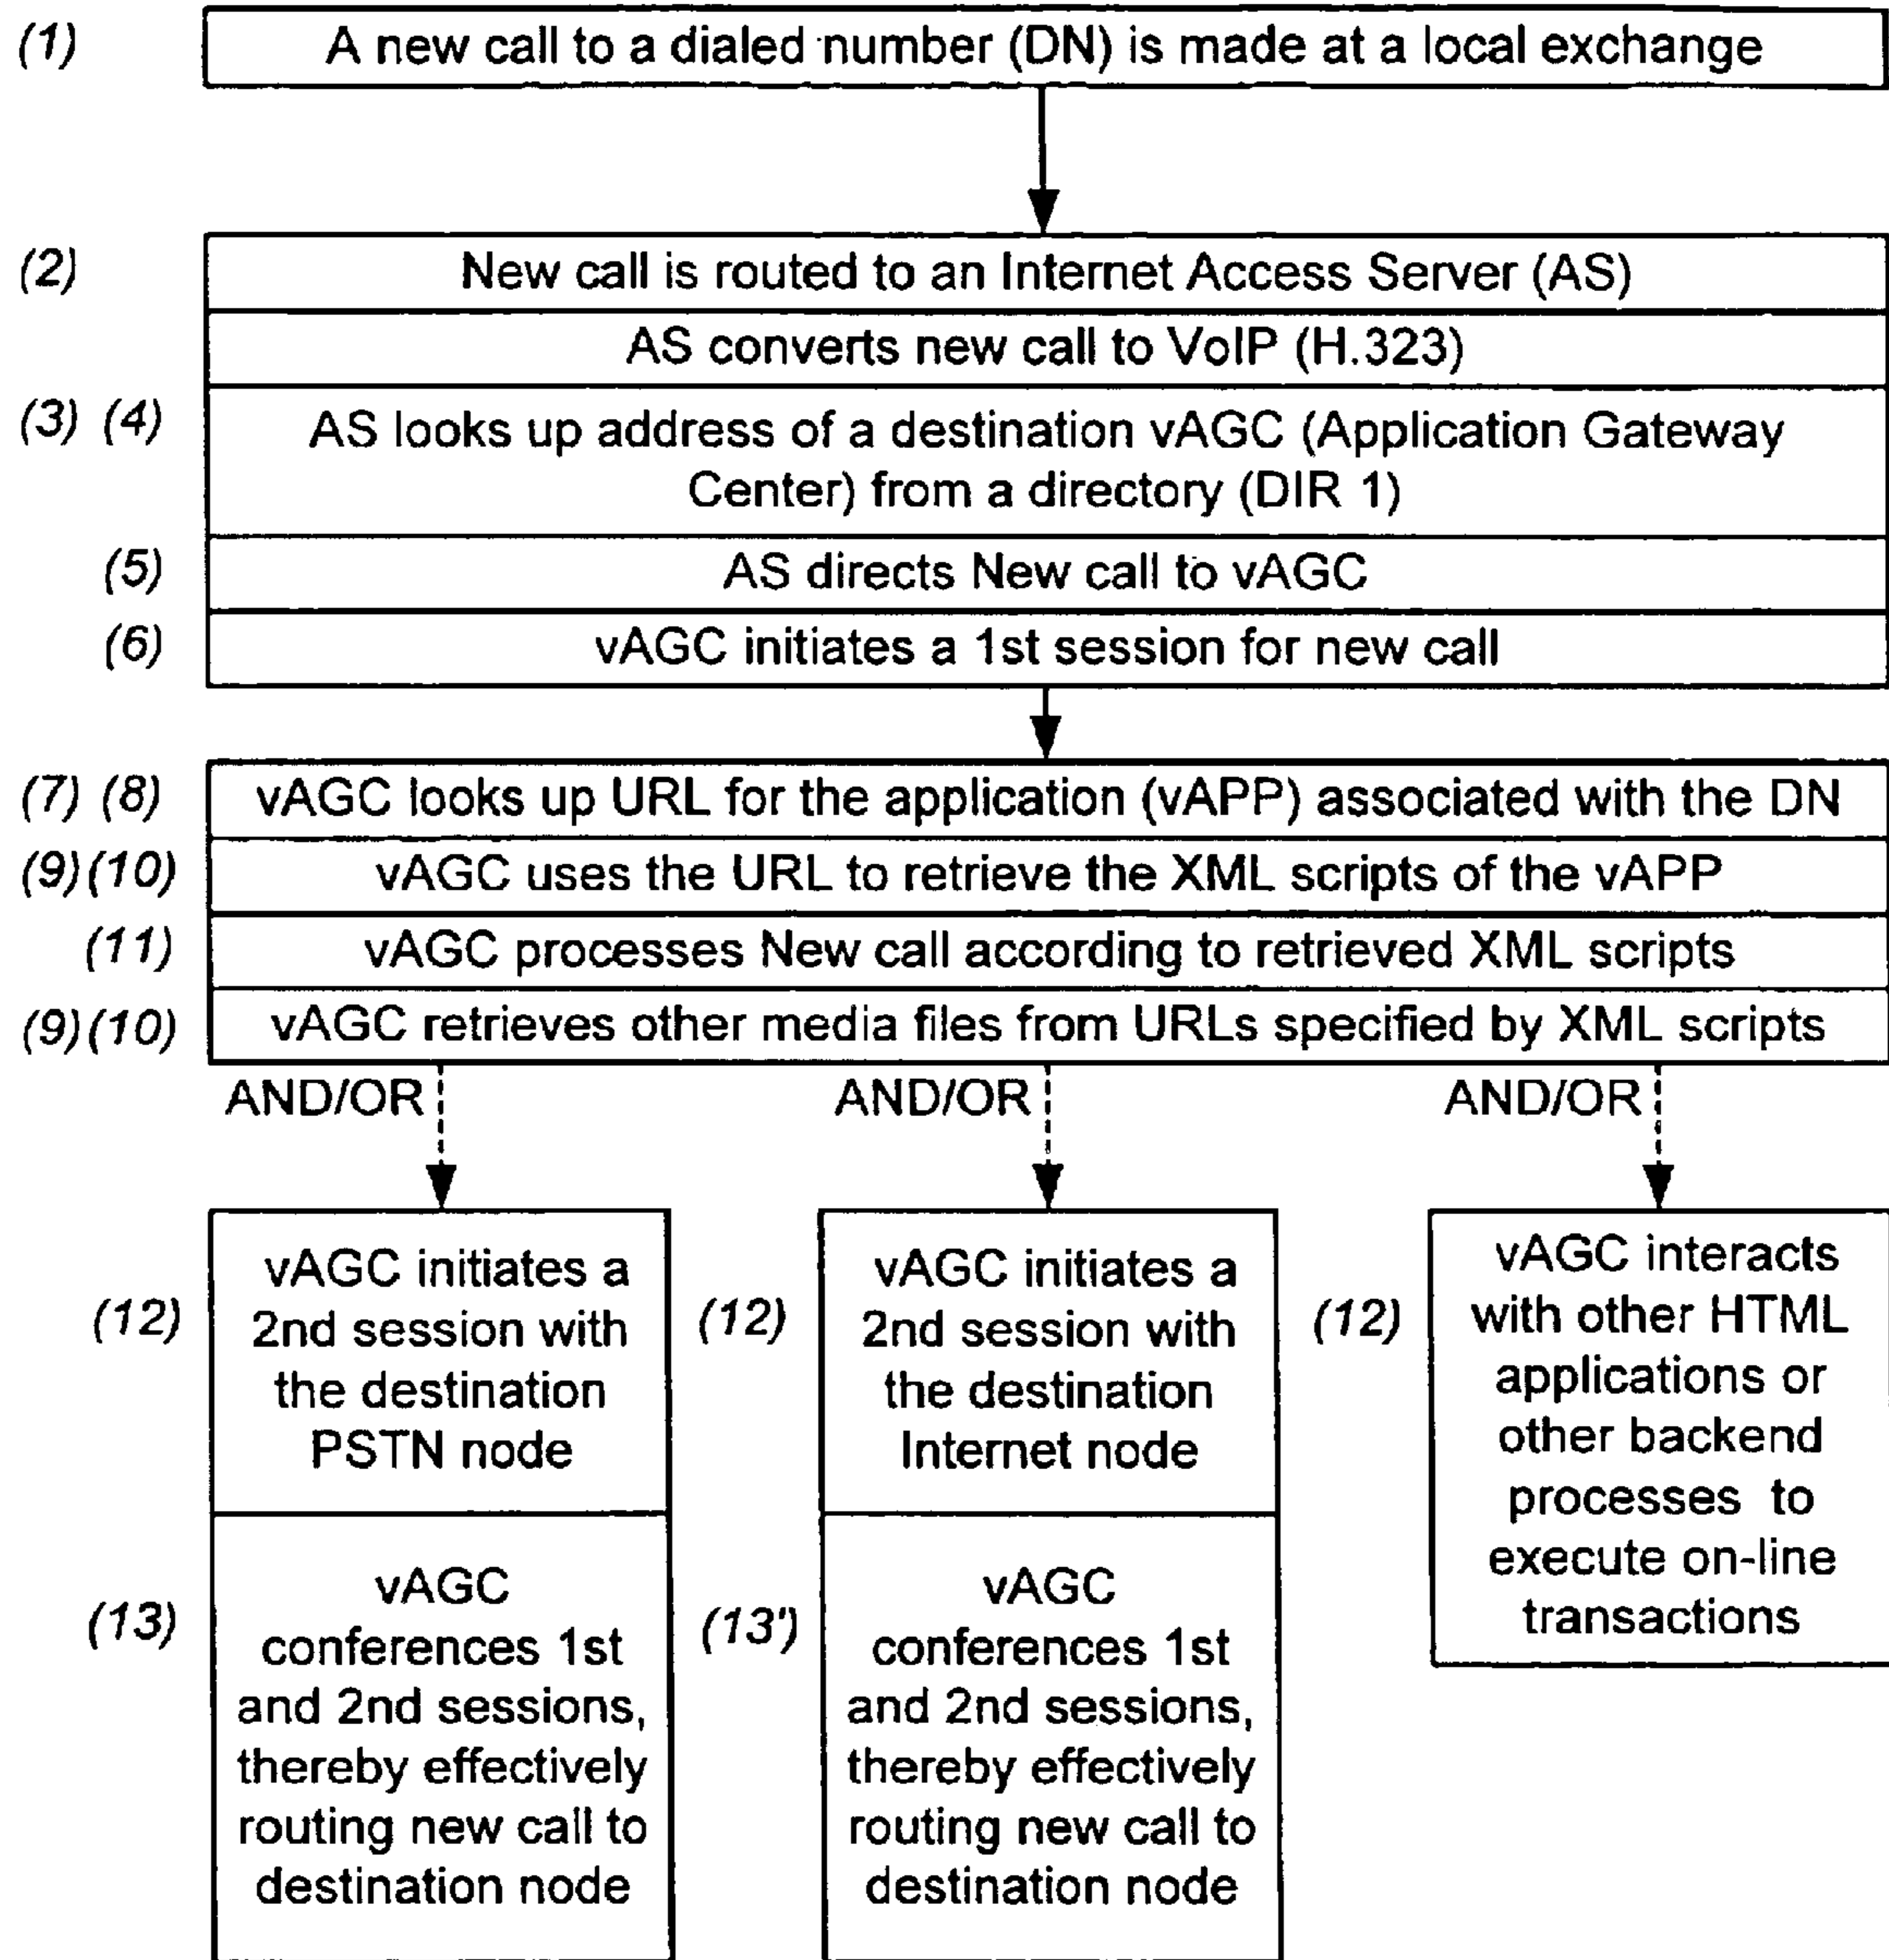 (1) A new call to a dialed number (DN) is made at a local exchange
(2) New call is routed to an Internet Access Server (AS)
AS converts new call to VoIP (H.323)
(3) (4) AS looks up address of a destination vAGC (Application Gateway
Center) from a directory (DIR 1)
(5) AS directs New call to vAGC
(6) vAGC initiates a 1st session for new call
(7) (8) vAGC looks up URL for the application (vAPP) associated with the DN
(9) (10) vAGC uses the URL to retrieve the XML scripts of the vAPP
(11) vAGC processes New call according to retrieved XML scripts
(9) (10) vAGC retrieves other media files from URLs specified by XML scripts
AND/OR
AND/OR
AND/OR
(12)
vAGC initiates a
2nd session with
the destination
PSTN node
(13)
vAGC
conferences 1st
and 2nd sessions,
thereby effectively
routing new call to
destination node
(12)
vAGC initiates a
2nd session with
the destination
Internet node
(13')
vAGC
conferences 1st
and 2nd sessions,
thereby effectively
routing new call to
destination node
(12)
vAGC interacts
with other HTML
applications or
other backend
processes to
execute on-line
transactions